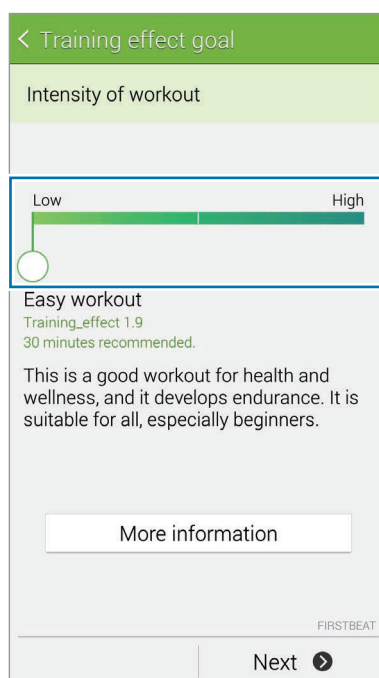 Training effect goal
Intensity of workout
Low High
Easy workout
Training_effect 1.9
30 minutes recommended.
This is a good workout for health and
wellness, and it develops endurance. It is
suitable for all, especially beginners.
More information
FIRSTBEAT
Next